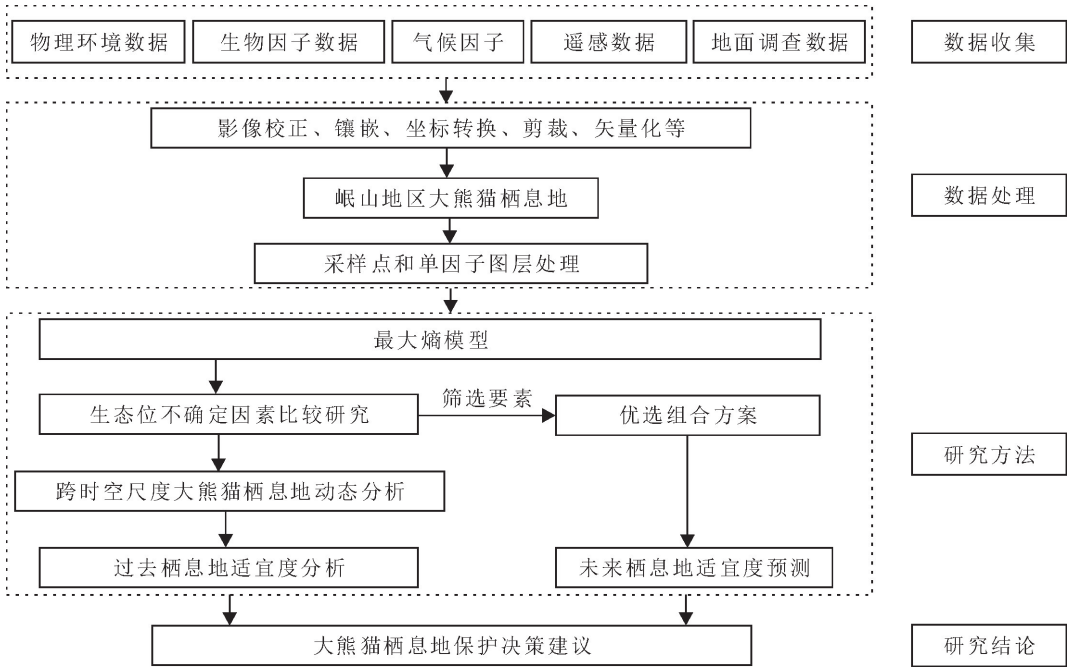 物理环境数据
生物因子数据
气候因子
遥感数据
地面调查数据
数据收集
影像校正、镶嵌、坐标转换、剪裁、矢量化等
岷山地区大熊猫栖息地
数据处理
采样点和单因子图层处理
最大熵模型
生态位不确定因素比较研究
筛选要素
优选组合方案
研究方法
跨时空尺度大熊猫栖息地动态分析
过去栖息地适宜度分析
未来栖息地适宜度预测
大熊猫栖息地保护决策建议
研究结论